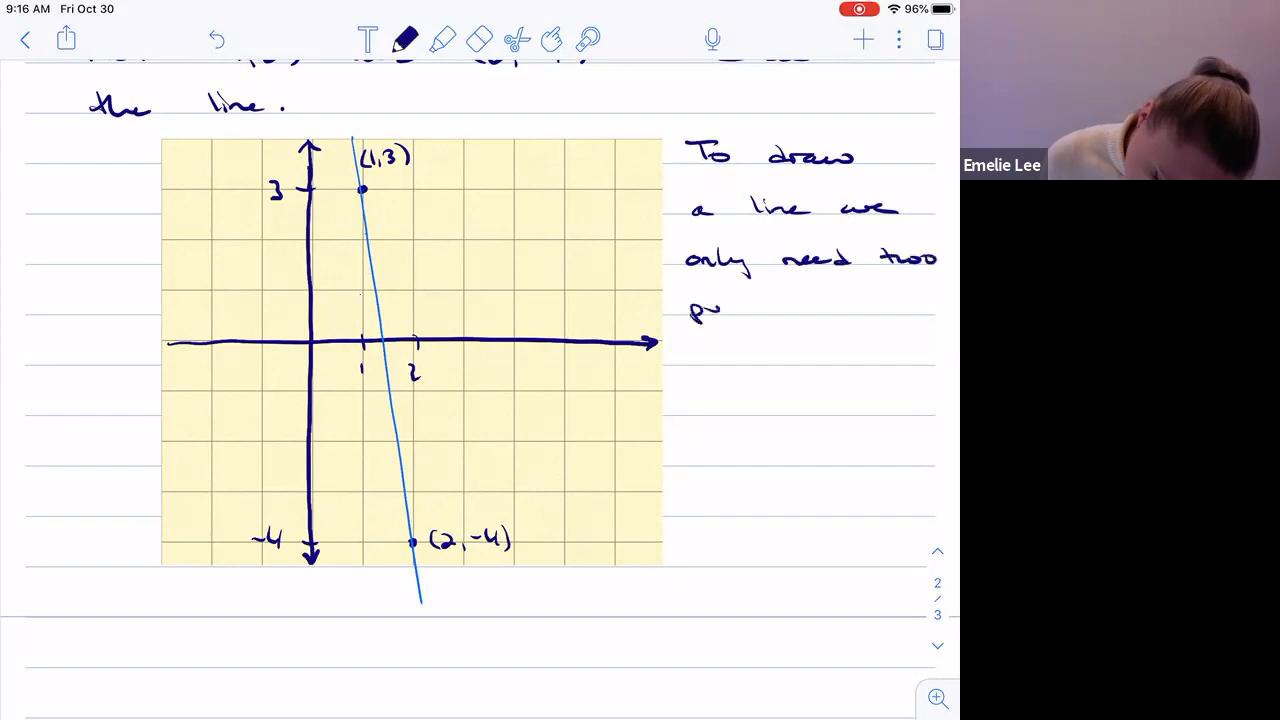 9:16 AM Fri Oct 30
96%
the line.
(1,3)
3
1
2
-4
(2,-4)
To draw
a line we
only need two
Emelie Lee
2
/
3